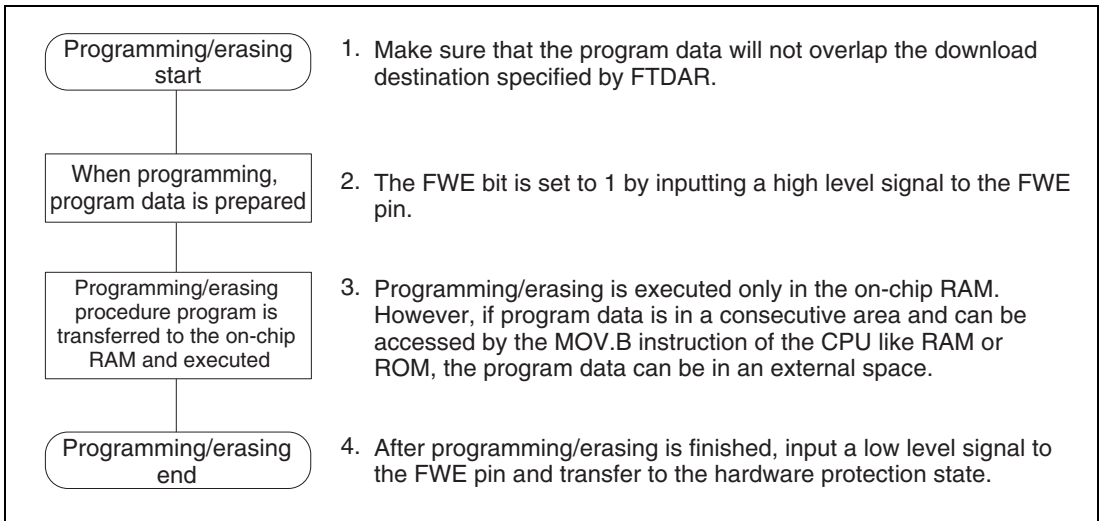 Programming/erasing
start
1. Make sure that the program data will not overlap the download
destination specified by FTDAR.
When programming,
program data is prepared
2. The FWE bit is set to 1 by inputting a high level signal to the FWE
pin.
Programming/erasing
procedure program is
transferred to the on-chip
RAM and executed
3. Programming/erasing is executed only in the on-chip RAM.
However, if program data is in a consecutive area and can be
accessed by the MOV.B instruction of the CPU like RAM or
ROM, the program data can be in an external space.
Programming/erasing
end
4. After programming/erasing is finished, input a low level signal to
the FWE pin and transfer to the hardware protection state.